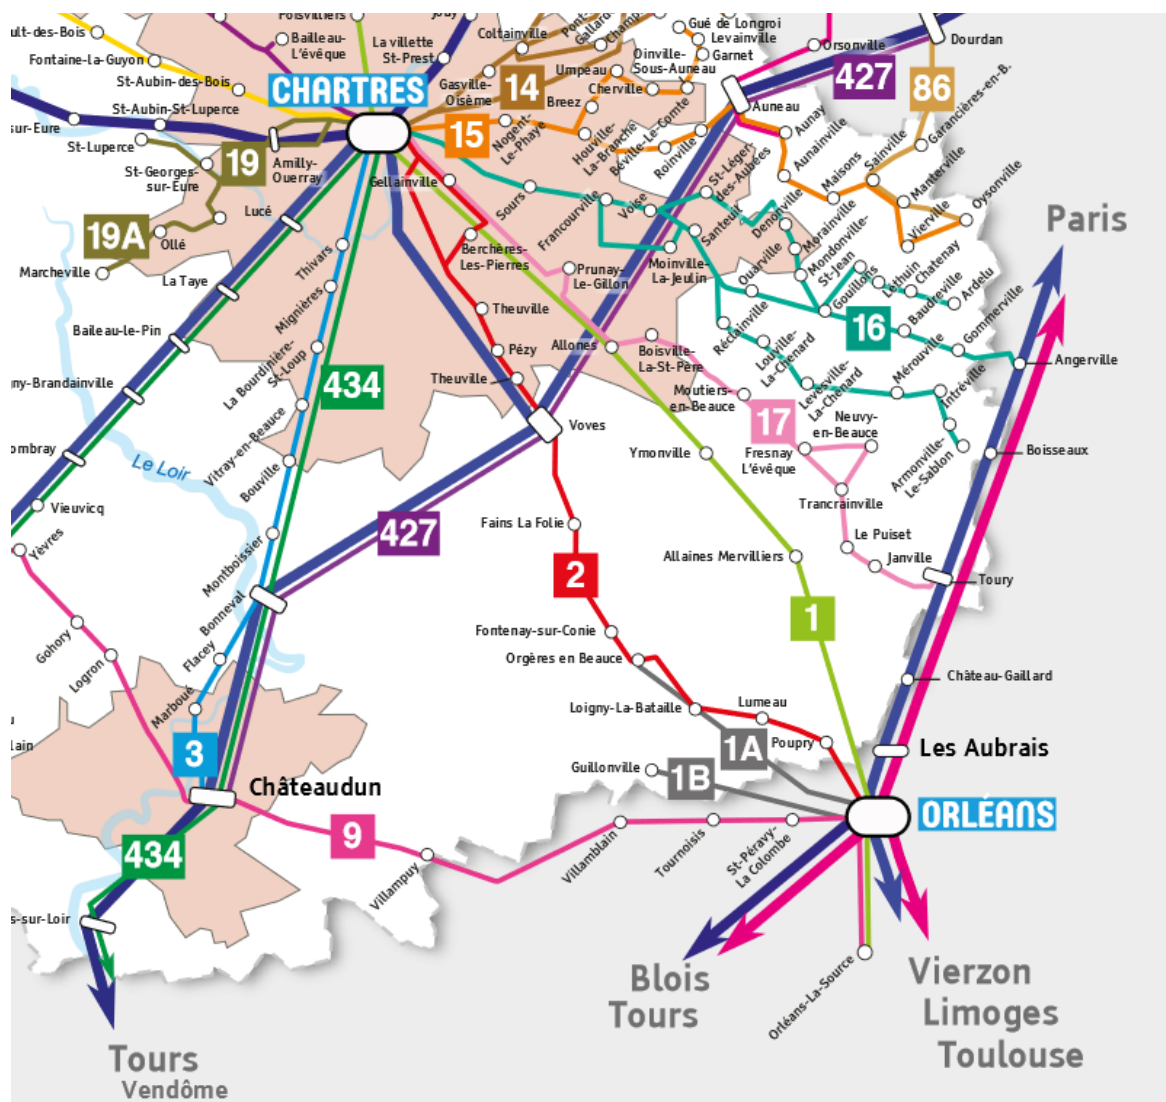 Poisvilliers
Jouy
ult-des-Bois
Fontaine-la-Guyon
Bailleau-
L'évêque
La villette
St-Prest
Coltainville
Pont-
Gallard
Champ
Gué de Longroi
Levainville
Garnet
Oinville-
Sous-Auneau
Orsonville
Dourdan
427
86
Garancières-en-B.
St-Aubin-des-Bois
CHARTRES
Gasville-
Oisème
14
Umpeau
Cherville
Breez
Auneau
St-Aubin-St-Luperce
sur-Eure
St-Luperce
15
Nogent-
Le-Phaye
Houville-
La-Branche
Béville-Le-Comte
Roinville
Aunay
Aunainville
Maisons
Sainville
Manterville
Vierville
Oysonville
St-Georges-
sur-Eure
19
Amilly-
Ouerray
Gellainville
Sours
Francourville
Voise
St-Léger-
des-Aubées
Santeuil
Denonville
Morainville
Mondonville-
St-Jean
Paris
Lucé
19A
Ollé
Marcheville
La Taye
Thivars
Berchères-
Les-Pierres
Prunay-
Le-Gillon
Moinville-
La-Jeulin
Ouarville
Gouillons
Léthuin
Chatenay
Baudreville
Ardelu
Gommerville
Mignières
Theuville
16
Baileau-le-Pin
Réclainville
Louville-
La-Chenard
Mérouville
Angerville
La Bourdinière-
St-Loup
Pézy
Allones
Boisville-
La-St-Père
Levesville-
La-Chenard
Intréville
gny-Brandainville
434
Theuville
Moutiers-
en-Beauce
17
Neuvy-
en-Beauce
Armonville-
Le-Sablon
Vitray-en-Beauce
Voves
ombray
Le Loir
Bouville
Ymonville
Fresnay
L'évêque
Boisseaux
Vieuvicq
Trancrainville
427
Fains La Folie
Le Puiset
Janville
Yèvres
Montboissier
Allaines Mervilliers
Toury
2
Bonneval
1
Gohory
Logron
Flacey
Fontenay-sur-Conie
Orgères en Beauce
Château-Gaillard
Marboué
Loigny-La-Bataille
Lumeau
lain
3
1A
Poupry
Les Aubrais
Guillonville
1B
Châteaudun
ORLÉANS
9
434
Villampuy
Villamblain
Tournoisis
St-Péravy-
La Colombe
s-sur-Loir
Orléans-La-Source
Blois
Tours
Vierzon
Limoges
Toulouse
Tours
Vendôme